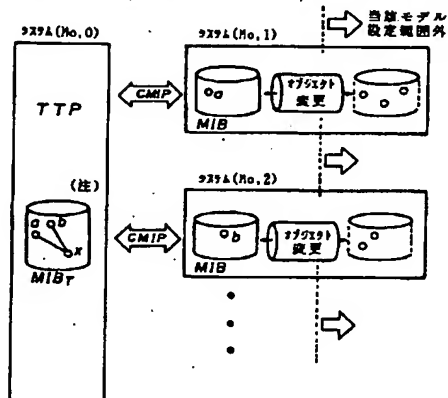 当該モデル
設定範囲外
システム(No,0)
システム(No,1)
TTP
CMIP
a
オブジェクト
変更
MIB
システム(No,2)
(注)
a
b
x
MIBT
CMIP
b
オブジェクト
変更
MIB